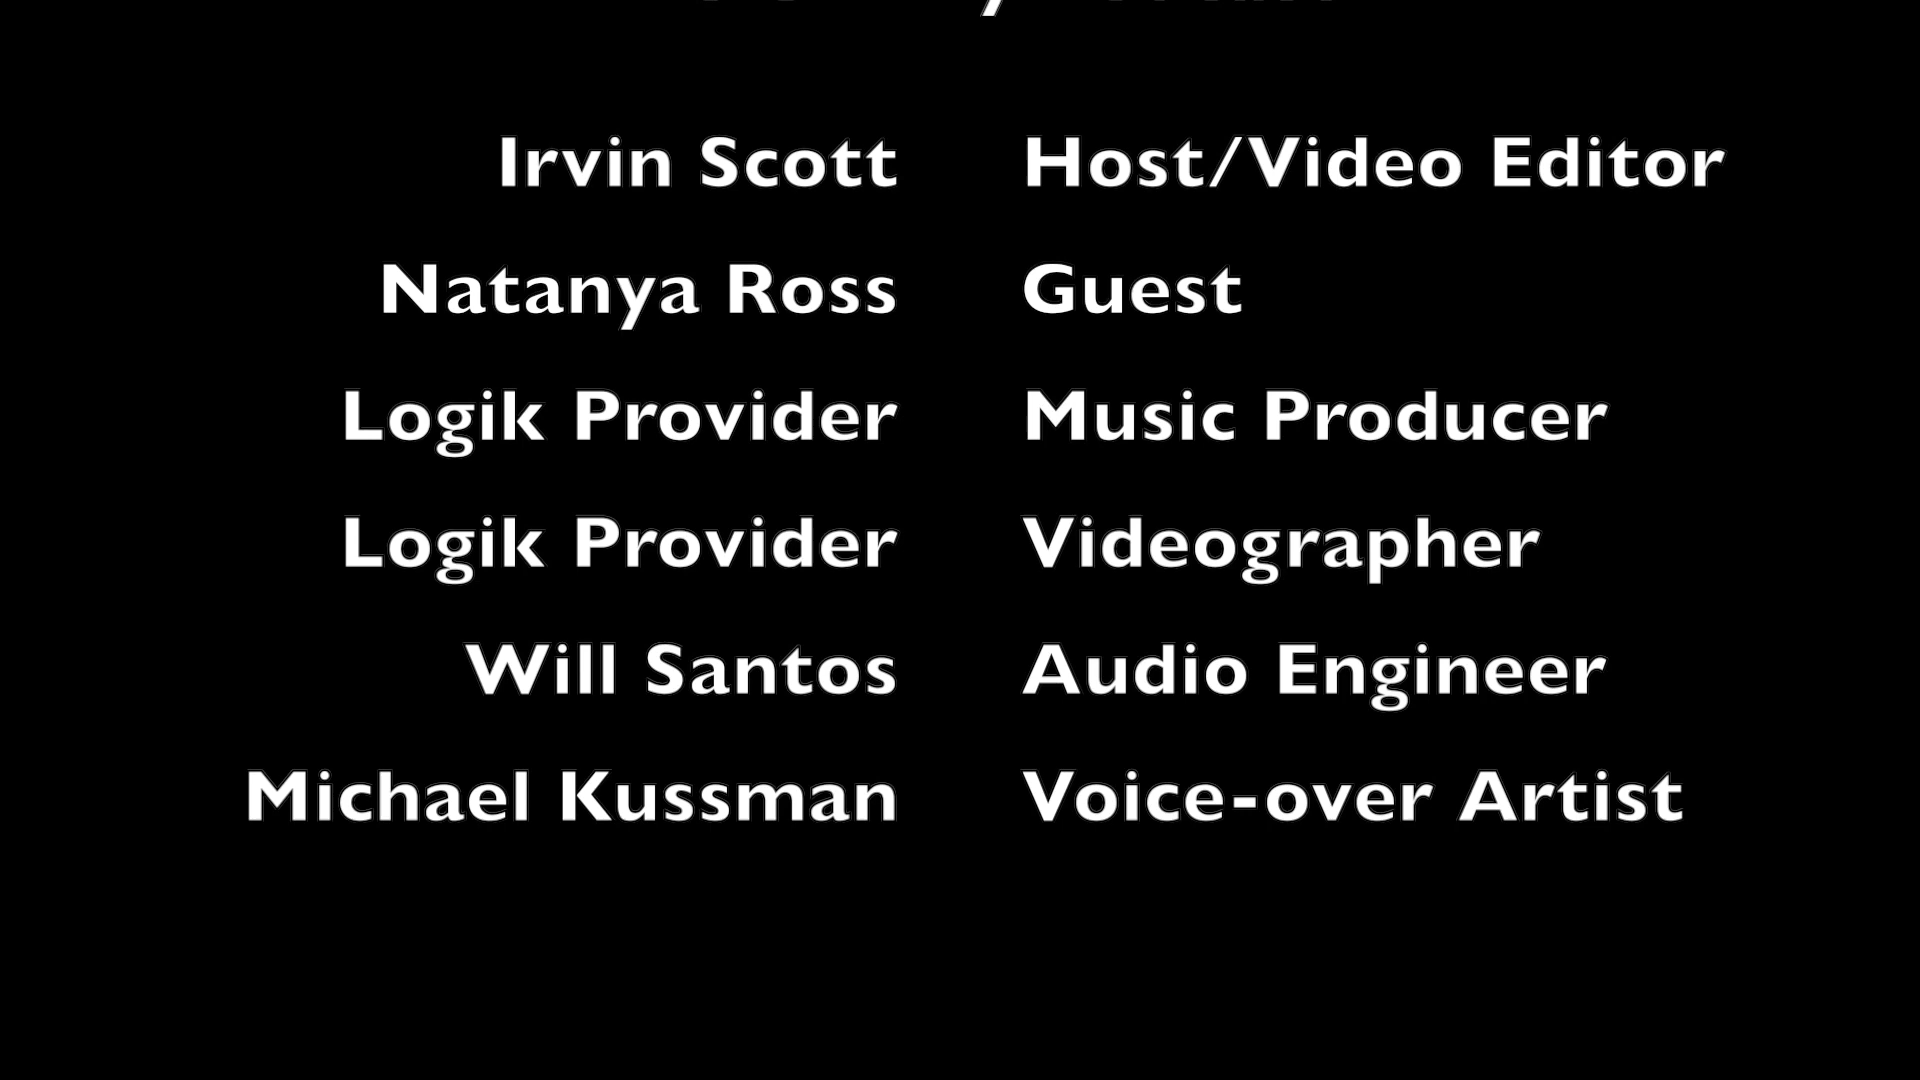 Irvin Scott Host/Video Editor
Natanya Ross Guest
Logik Provider Music Producer
Logik Provider Videographer
Will Santos Audio Engineer
Michael Kussman Voice-over Artist